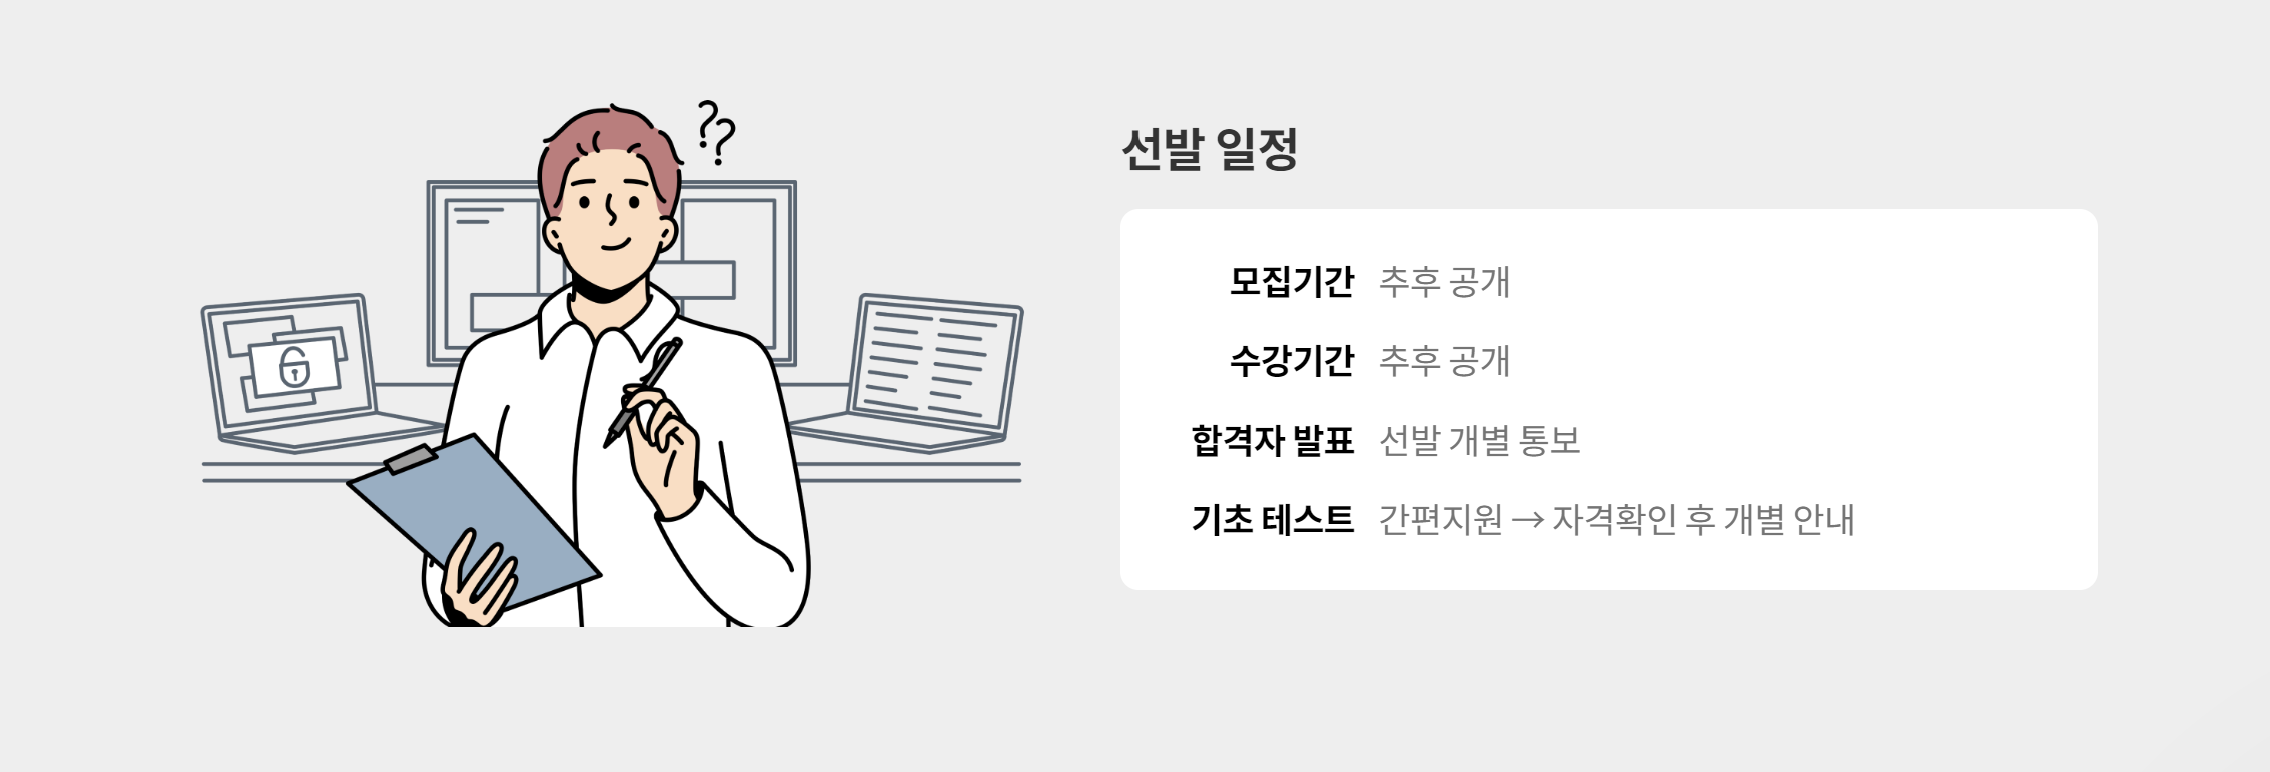 ??
선발 일정
모집기간 추후 공개
수강기간 추후 공개
합격자 발표 선발 개별 통보
기초 테스트 간편지원 → 자격확인 후 개별 안내